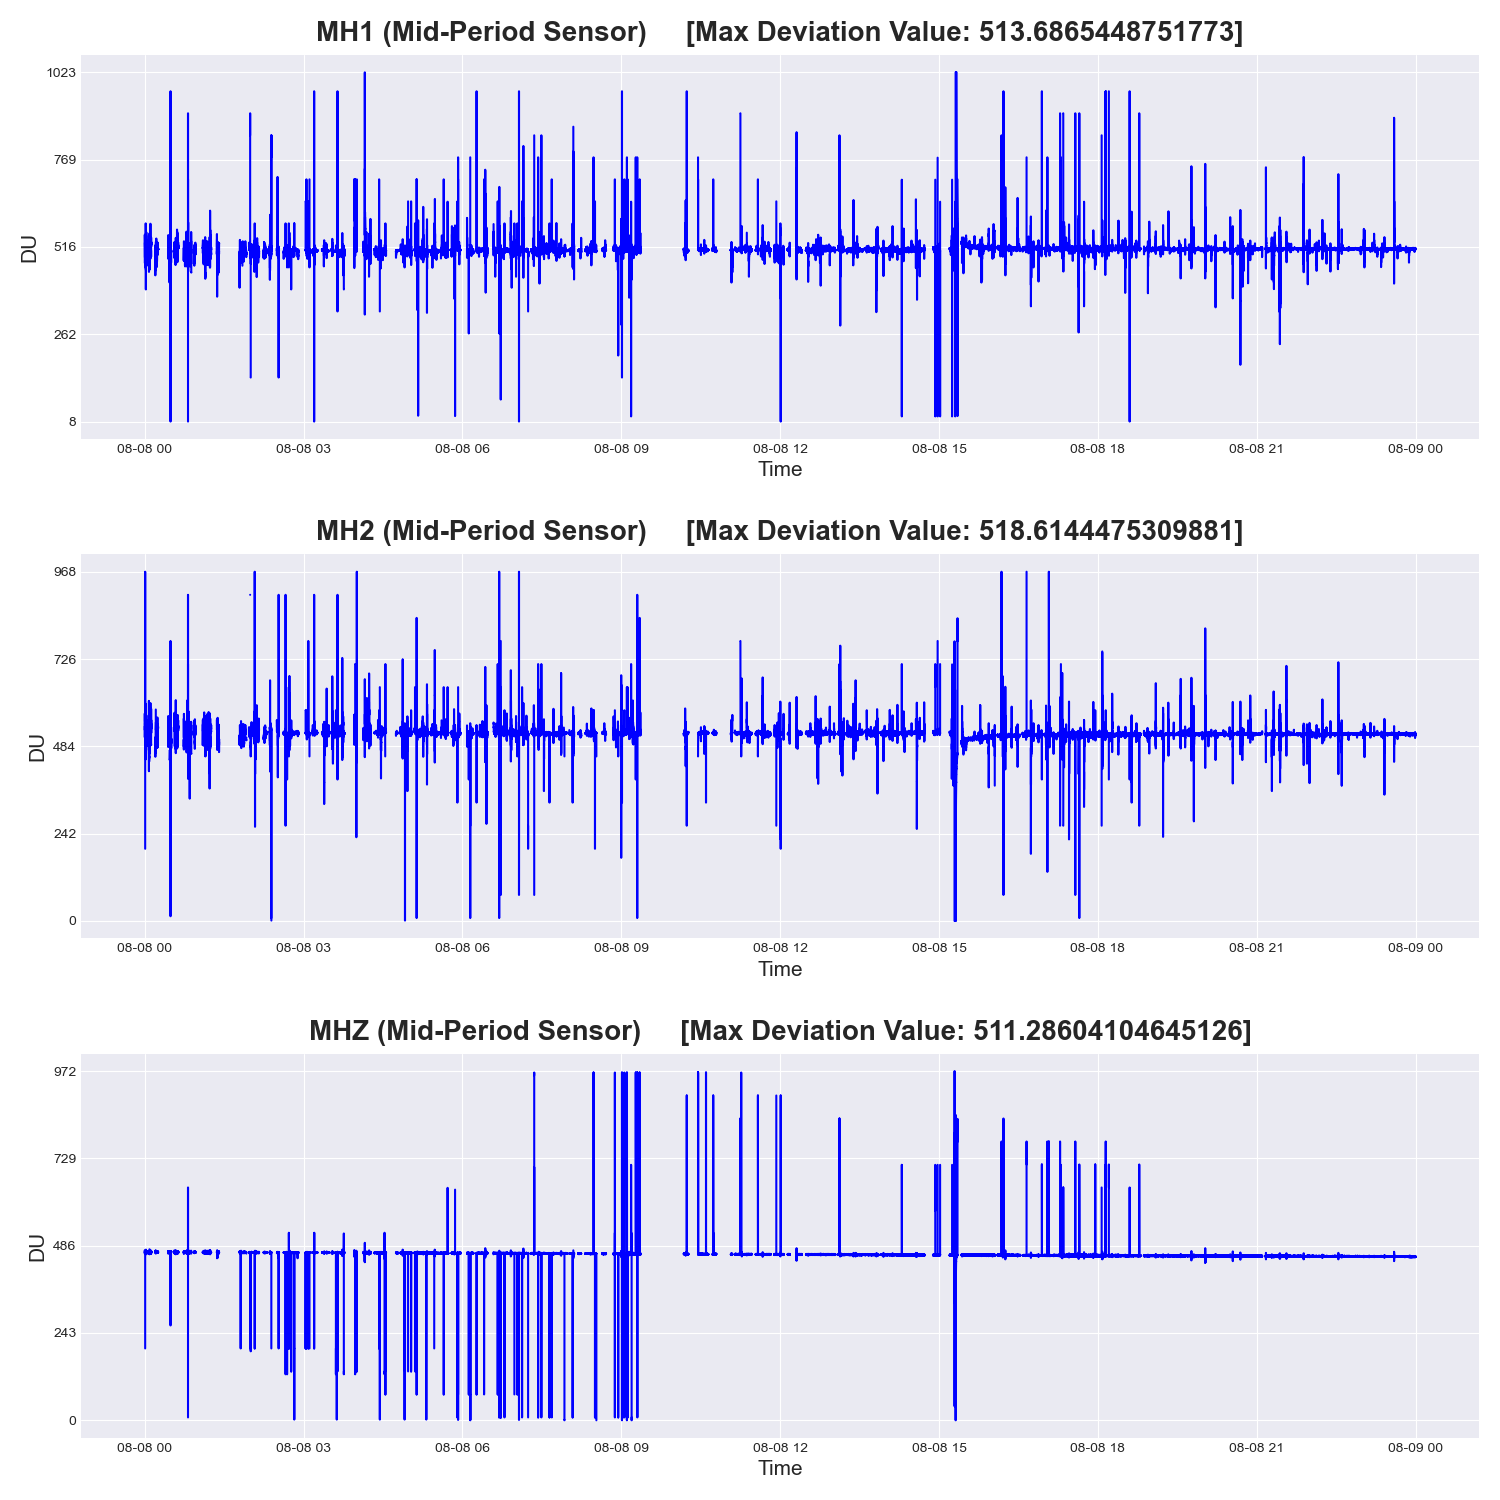 MH1 (Mid-Period Sensor) [Max Deviation Value: 513.6865448751773]
1023
769
516
262
8
DU
08-08 00 08-08 03 08-08 06 08-08 09 08-08 12 08-08 15 08-08 18 08-08 21 08-09 00
Time
MH2 (Mid-Period Sensor) [Max Deviation Value: 518.6144475309881]
968
726
484
242
0
DU
08-08 00 08-08 03 08-08 06 08-08 09 08-08 12 08-08 15 08-08 18 08-08 21 08-09 00
Time
MHZ (Mid-Period Sensor) [Max Deviation Value: 511.28604104645126]
972
729
486
243
0
DU
08-08 00 08-08 03 08-08 06 08-08 09 08-08 12 08-08 15 08-08 18 08-08 21 08-09 00
Time